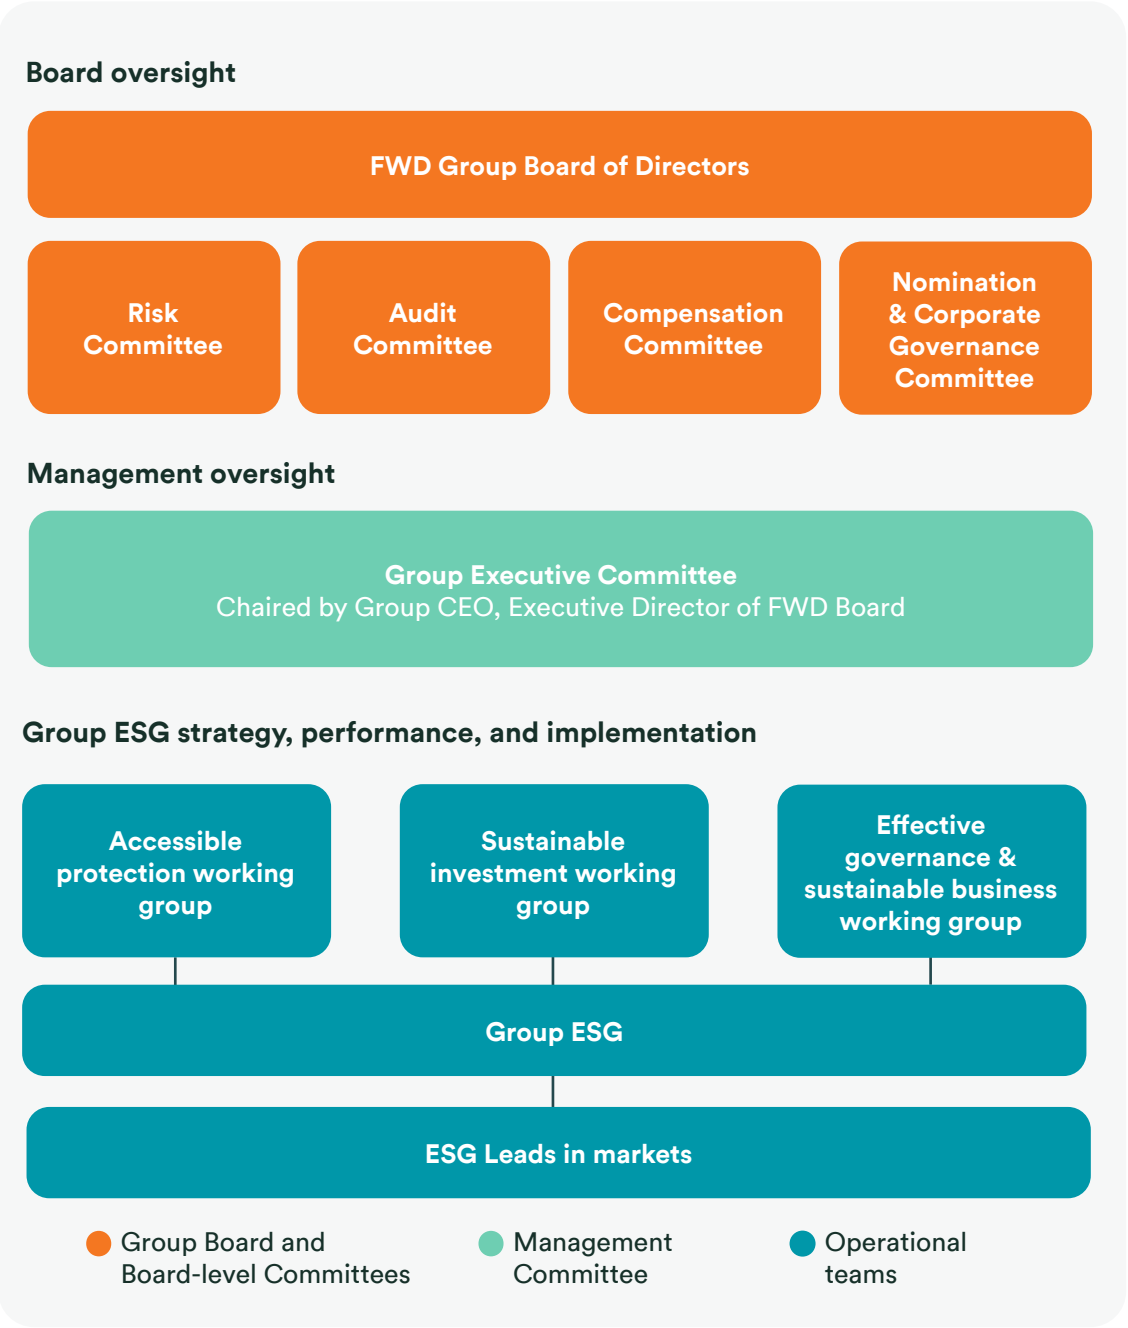 Board oversight
FWD Group Board of Directors
Risk
Committee
Audit
Committee
Compensation
Committee
Nomination
& Corporate
Governance
Committee
Management oversight
Group Executive Committee
Chaired by Group CEO, Executive Director of FWD Board
Group ESG strategy, performance, and implementation
Accessible
protection working
group
Sustainable
investment working
group
Effective
governance &
sustainable business
working group
Group ESG
ESG Leads in markets
Group Board and
Board-level Committees
Management
Committee
Operational
teams